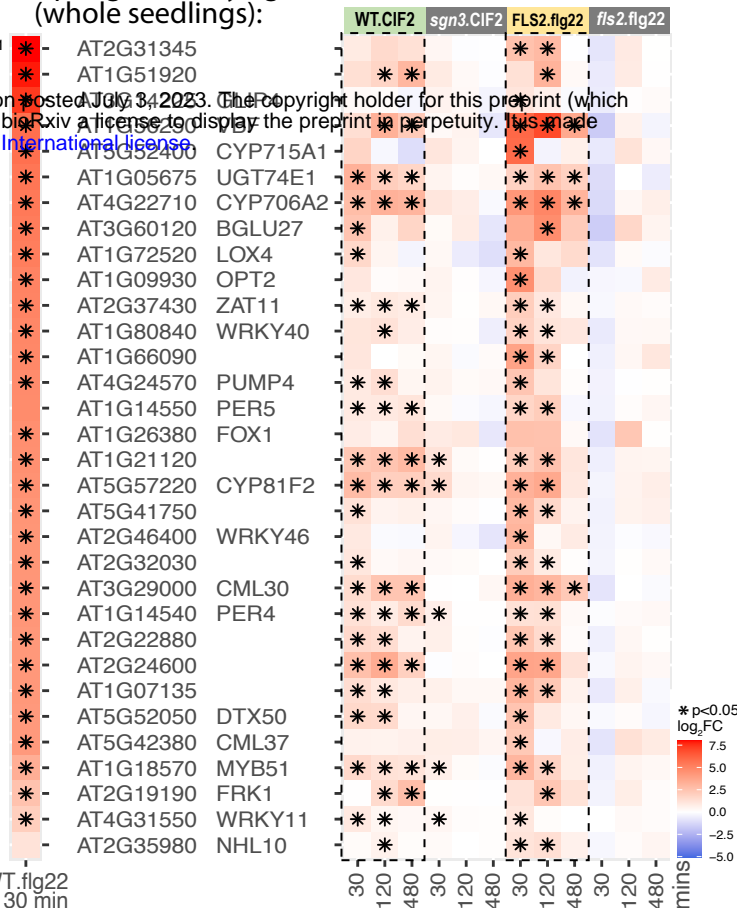 (whole seedlings):
WT.CIF2 sgn3.CIF2 FLS2.flg22 fls2.flg22
AT2G31345
AT1G51920
posted July 3, 2023. The copyright holder for this preprint (which
a license to display the preprint in perpetuity. It is made
International license.
AT5G52400 CYP715A1
AT1G05675 UGT74E1
AT4G22710 CYP706A2
AT3G60120 BGLU27
AT1G72520 LOX4
AT1G09930 OPT2
AT2G37430 ZAT11
AT1G80840 WRKY40
AT1G66090
AT4G24570 PUMP4
AT1G14550 PER5
AT1G26380 FOX1
AT1G21120
AT5G57220 CYP81F2
AT5G41750
AT2G46400 WRKY46
AT2G32030
AT3G29000 CML30
AT1G14540 PER4
AT2G22880
AT2G24600
AT1G07135
AT5G52050 DTX50
AT5G42380 CML37
AT1G18570 MYB51
AT2G19190 FRK1
AT4G31550 WRKY11
AT2G35980 NHL10
* p<0.05
log2FC
7.5
5.0
2.5
0.0
−2.5
−5.0
T.flg22
30 min
30 120 480 30 120 480 30 120 480 30 120 480 mins